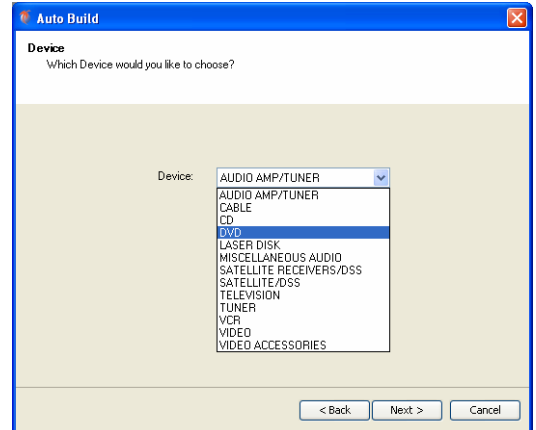 Auto Build
Device
Which Device would you like to choose?
Device:
AUDIO AMP/TUNER
AUDIO AMP/TUNER
CABLE
CD
DVD
LASER DISK
MISCELLANEOUS AUDIO
SATELLITE RECEIVERS/DSS
SATELLITE/DSS
TELEVISION
TUNER
VCR
VIDEO
VIDEO ACCESSORIES
< Back
Next >
Cancel